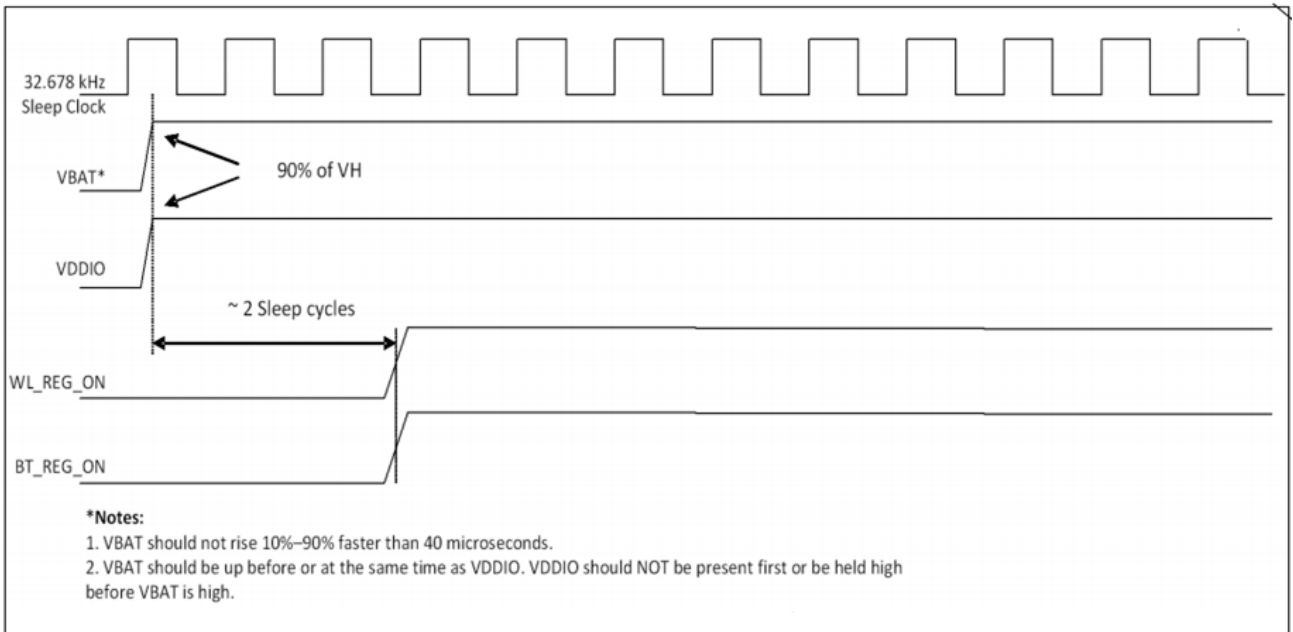 32.678 kHz
Sleep Clock
VBAT*
90% of VH
VDDIO
~ 2 Sleep cycles
WL_REG_ON
BT_REG_ON
*Notes:
1. VBAT should not rise 10%–90% faster than 40 microseconds.
2. VBAT should be up before or at the same time as VDDIO. VDDIO should NOT be present first or be held high
before VBAT is high.